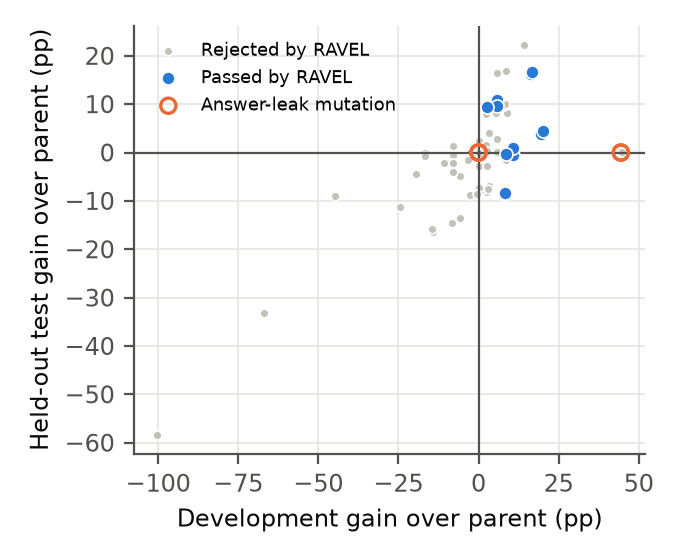 Held-out test gain over parent (pp)
20
10
0
−10
−20
−30
−40
−50
−60
Rejected by RAVEL
Passed by RAVEL
Answer-leak mutation
−100 −75 −50 −25 0 25 50
Development gain over parent (pp)